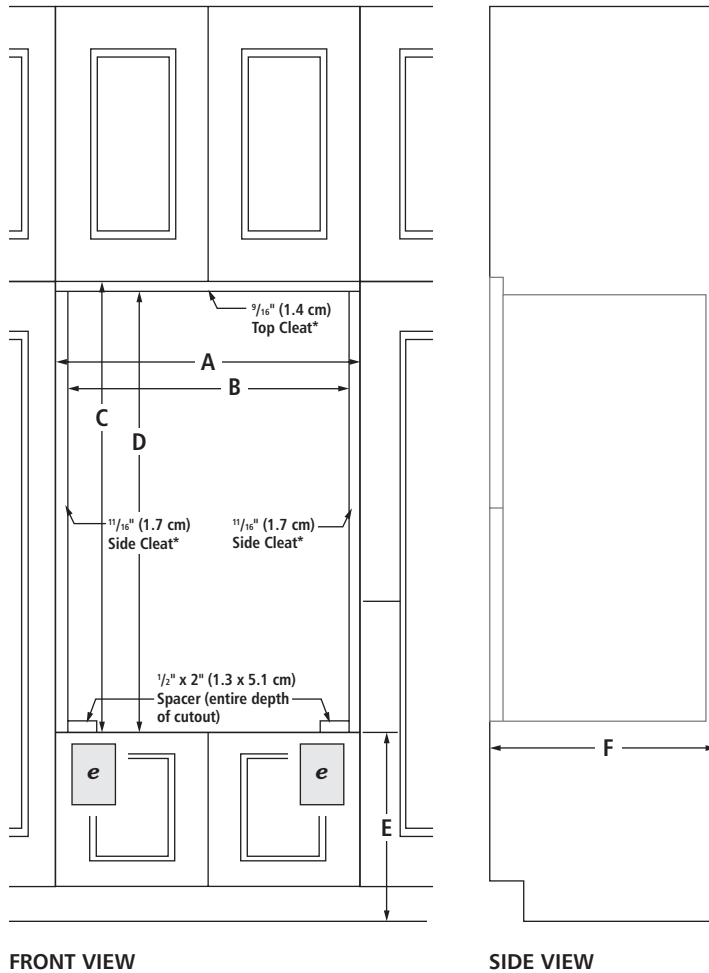 9/16" (1.4 cm)
Top Cleat*
A
B
C
D
11/16" (1.7 cm)
Side Cleat*
11/16" (1.7 cm)
Side Cleat*
1/2" x 2" (1.3 x 5.1 cm)
Spacer (entire depth
of cutout)
e
e
E
F
FRONT VIEW
SIDE VIEW